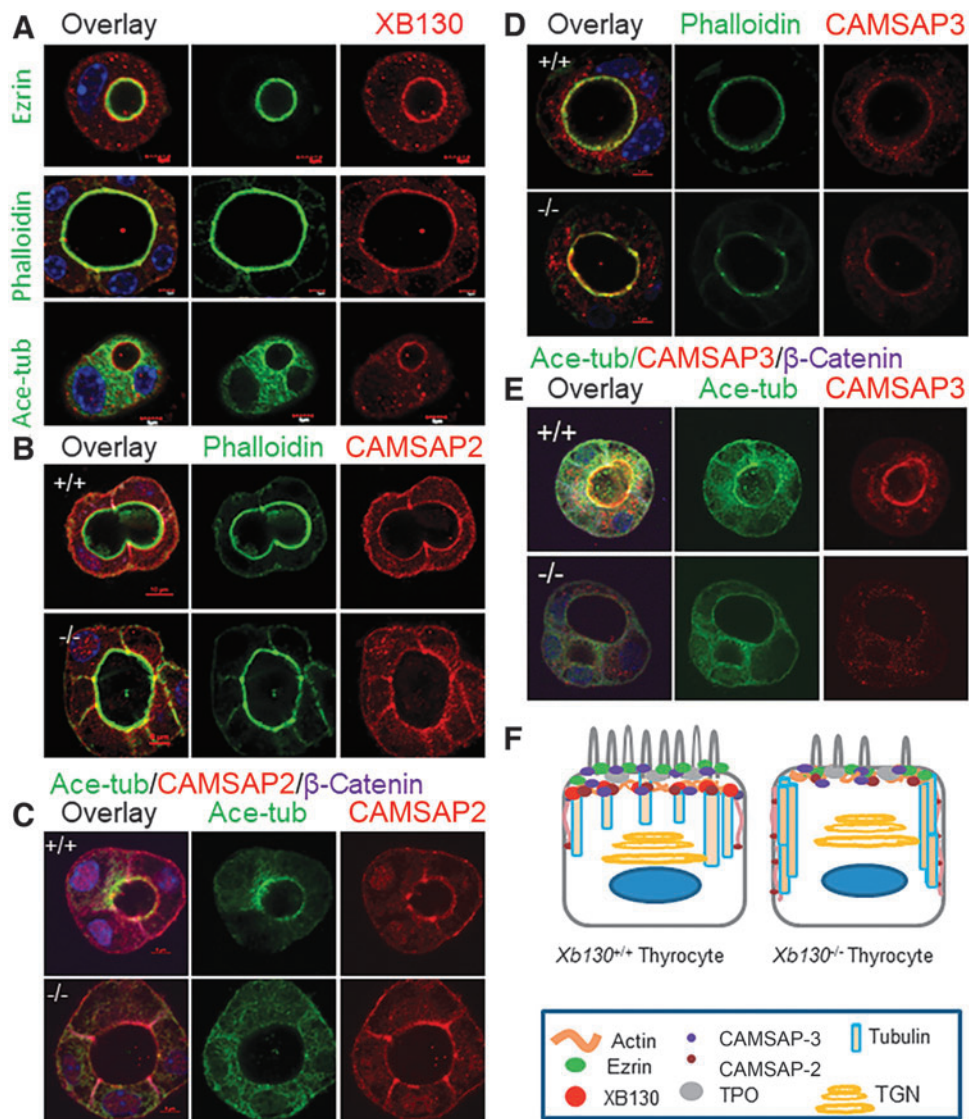 A
Overlay
XB130
Ezrin
Phalloidin
Ace-tub
B
Overlay
Phalloidin
CAMSAP2
+/+
10 µm
-/-
Ace-tub/CAMSAP2/β-Catenin
C
Overlay
Ace-tub
CAMSAP2
+/+
-/-
D
Overlay
Phalloidin
CAMSAP3
+/+
-/-
Ace-tub/CAMSAP3/β-Catenin
E
Overlay
Ace-tub
CAMSAP3
+/+
-/-
F
Xb130+/+ Thyrocyte
Xb130-/- Thyrocyte
Actin
CAMSAP-3
Tubulin
Ezrin
CAMSAP-2
XB130
TPO
TGN